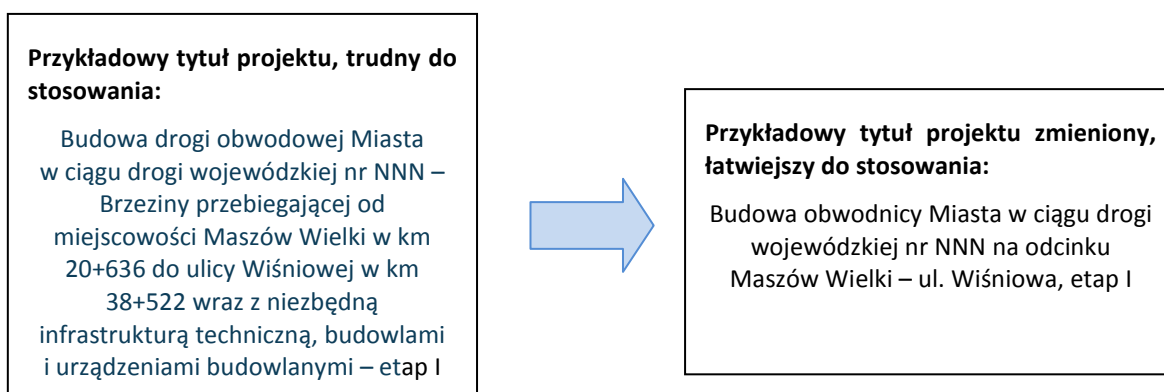 Przykładowy tytuł projektu, trudny do
stosowania:
Budowa drogi obwodowej Miasta
w ciągu drogi wojewódzkiej nr NNN –
Brzeziny przebiegającej od
miejscowości Maszów Wielki w km
20+636 do ulicy Wiśniowej w km
38+522 wraz z niezbędną
infrastrukturą techniczną, budowlami
i urządzeniami budowlanymi – etap I
Przykładowy tytuł projektu zmieniony,
łatwiejszy do stosowania:
Budowa obwodnicy Miasta w ciągu drogi
wojewódzkiej nr NNN na odcinku
Maszów Wielki – ul. Wiśniowa, etap I